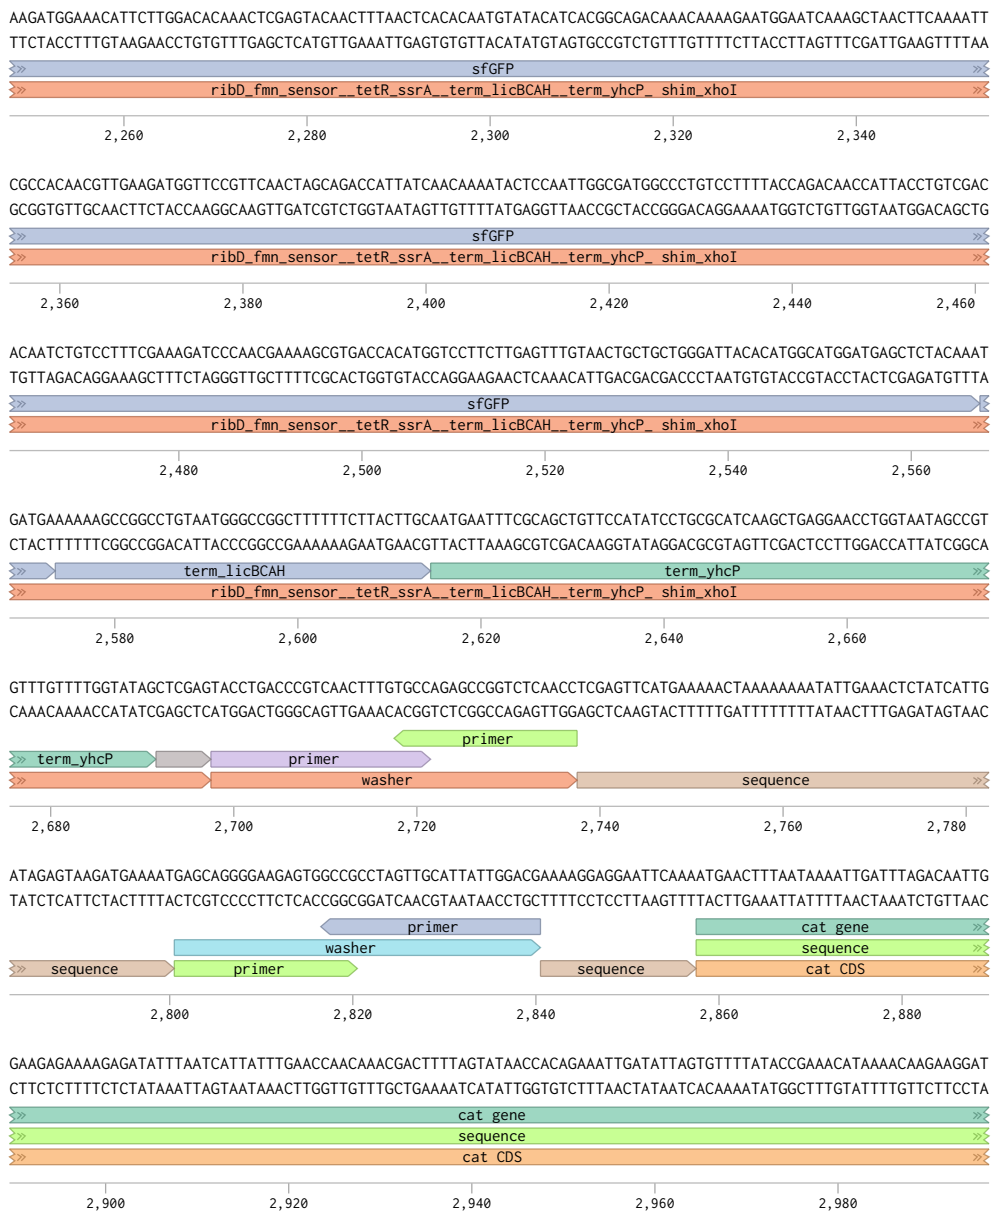 AAGATGGAAACATTCTTGGACACAAACTCGAGTACAACTTTAACTCACACAATGTATACATCACGGCAGACAAACAAAAGAATGGAATCAAAGCTAACTTCAAAATT
TTCTACCTTTGTAAGAACCTGTGTTTGAGCTCATGTTGAAATTGAGTGTGTTACATATGTAGTGCCGTCTGTTTGTTTTCTTACCTTAGTTTCGATTGAAGTTTTAA
sfGFP
ribD_fmn_sensor__tetR_ssrA__term_licBCAH__term_yhcP_ shim_xhoI
2,260 2,280 2,300 2,320 2,340
CGCCACAACGTTGAAGATGGTTCCGTTCAACTAGCAGACCATTATCAACAAAATACTCCAATTGGCGATGGCCCTGTCCTTTTACCAGACAACCATTACCTGTCGAC
GCGGTGTTGCAACTTCTACCAAGGCAAGTTGATCGTCTGGTAATAGTTGTTTTATGAGGTTAACCGCTACCGGGACAGGAAAATGGTCTGTTGGTAATGGACAGCTG
sfGFP
ribD_fmn_sensor__tetR_ssrA__term_licBCAH__term_yhcP_ shim_xhoI
2,360 2,380 2,400 2,420 2,440 2,460
ACAATCTGTCCTTTCGAAAGATCCCAACGAAAAGCGTGACCACATGGTCCTTCTTGAGTTTGTAACTGCTGCTGGGATTACACATGGCATGGATGAGCTCTACAAAT
TGTTAGACAGGAAAGCTTTCTAGGGTTGCTTTTCGCACTGGTGTACCAGGAAGAACTCAAACATTGACGACGACCCTAATGTGTACCGTACCTACTCGAGATGTTTA
sfGFP
ribD_fmn_sensor__tetR_ssrA__term_licBCAH__term_yhcP_ shim_xhoI
2,480 2,500 2,520 2,540 2,560
GATGAAAAAAGCCGGCCTGTAATGGGCCGGCTTTTTTCTTACTTGCAATGAATTTCGCAGCTGTTCCATATCCTGCGCATCAAGCTGAGGAACCTGGTAATAGCCGT
CTACTTTTTTCGGCCGGACATTACCCGGCCGAAAAAAGAATGAACGTTACTTAAAGCGTCGACAAGGTATAGGACGCGTAGTTCGACTCCTTGGACCATTATCGGCA
term_licBCAH term_yhcP
ribD_fmn_sensor__tetR_ssrA__term_licBCAH__term_yhcP_ shim_xhoI
2,580 2,600 2,620 2,640 2,660
GTTTGTTTTGGTATAGCTCGAGTACCTGACCCGTCAACTTTGTGCCAGAGCCGGTCTCAACCTCGAGTTCATGAAAAACTAAAAAAAATATTGAAACTCTATCATTG
CAAACAAAACCATATCGAGCTCATGGACTGGGCAGTTGAAACACGGTCTCGGCCAGAGTTGGAGCTCAAGTACTTTTTGATTTTTTTTATAACTTTGAGATAGTAAC
primer
term_yhcP primer
washer sequence
2,680 2,700 2,720 2,740 2,760 2,780
ATAGAGTAAGATGAAAATGAGCAGGGGAAGAGTGGCCGCCTAGTTGCATTATTGGACGAAAAGGAGGAATTCAAAATGAACTTTAATAAAATTGATTTAGACAATTG
TATCTCATTCTACTTTTACTCGTCCCCTTCTCACCGGCGGATCAACGTAATAACCTGCTTTTCCTCCTTAAGTTTTACTTGAAATTATTTTAACTAAATCTGTTAAC
primer cat gene
washer sequence
sequence primer sequence cat CDS
2,800 2,820 2,840 2,860 2,880
GAAGAGAAAAGAGATATTTAATCATTATTTGAACCAACAAACGACTTTTAGTATAACCACAGAAATTGATATTAGTGTTTTATACCGAAACATAAAACAAGAAGGAT
CTTCTCTTTTCTCTATAAATTAGTAATAAACTTGGTTGTTTGCTGAAAATCATATTGGTGTCTTTAACTATAATCACAAAATATGGCTTTGTATTTTGTTCTTCCTA
cat gene
sequence
cat CDS
2,900 2,920 2,940 2,960 2,980